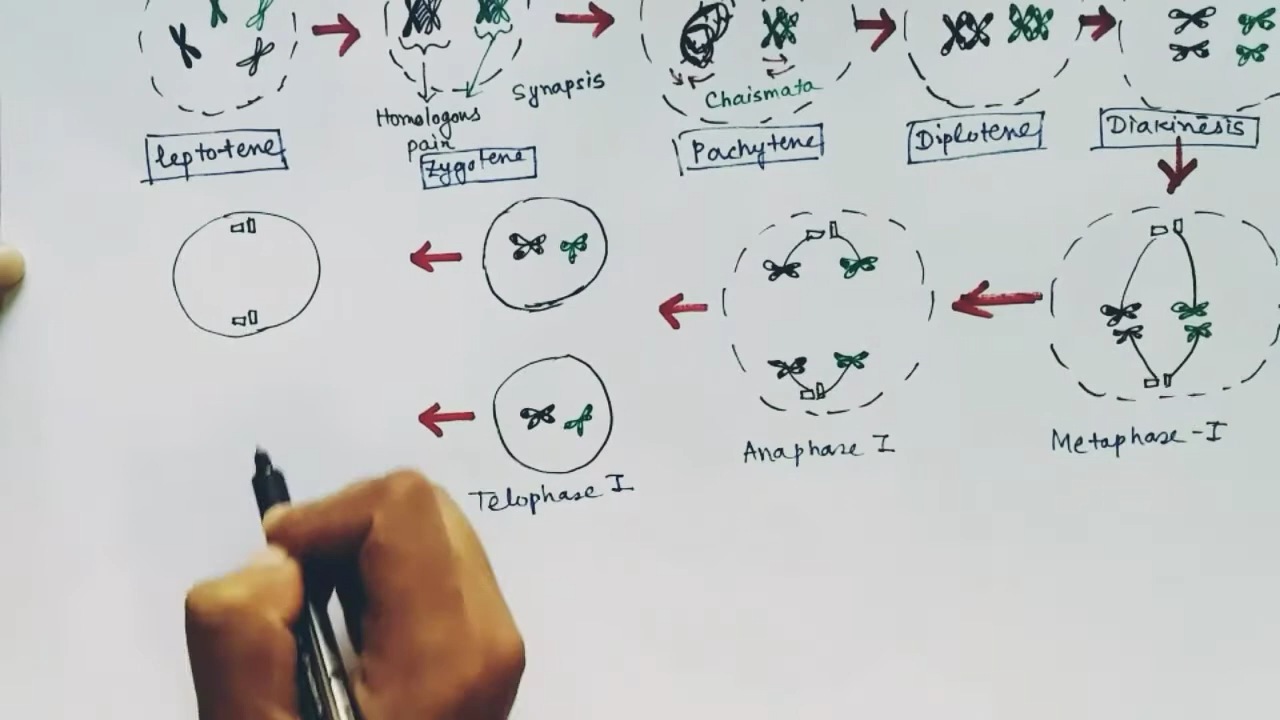 Synapsis
Homologous
pair
Chaismata
leptotene
Zygotene
Pachytene
Diplotene
Diakinesis
Telophase I
Anaphase I
Metaphase-I